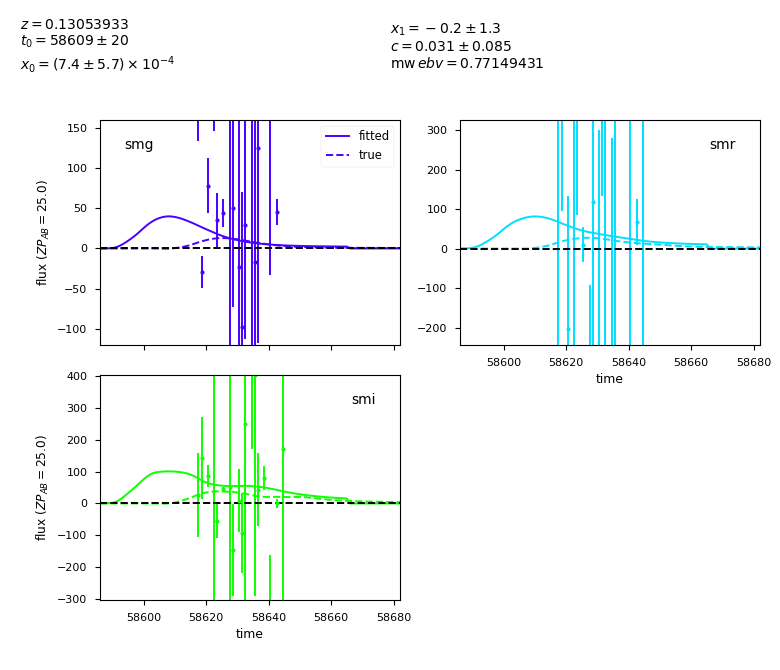 z = 0.13053933
t₀ = 58609 ± 20
x₀ = (7.4 ± 5.7) × 10⁻⁴
x₁ = −0.2 ± 1.3
c = 0.031 ± 0.085
mw ebv = 0.77149431
smg
fitted
true
150
100
50
0
−50
−100
flux (ZP_AB = 25.0)
smr
300
200
100
0
−100
−200
58600 58620 58640 58660 58680
time
smi
400
300
200
100
0
−100
−200
−300
flux (ZP_AB = 25.0)
58600 58620 58640 58660 58680
time